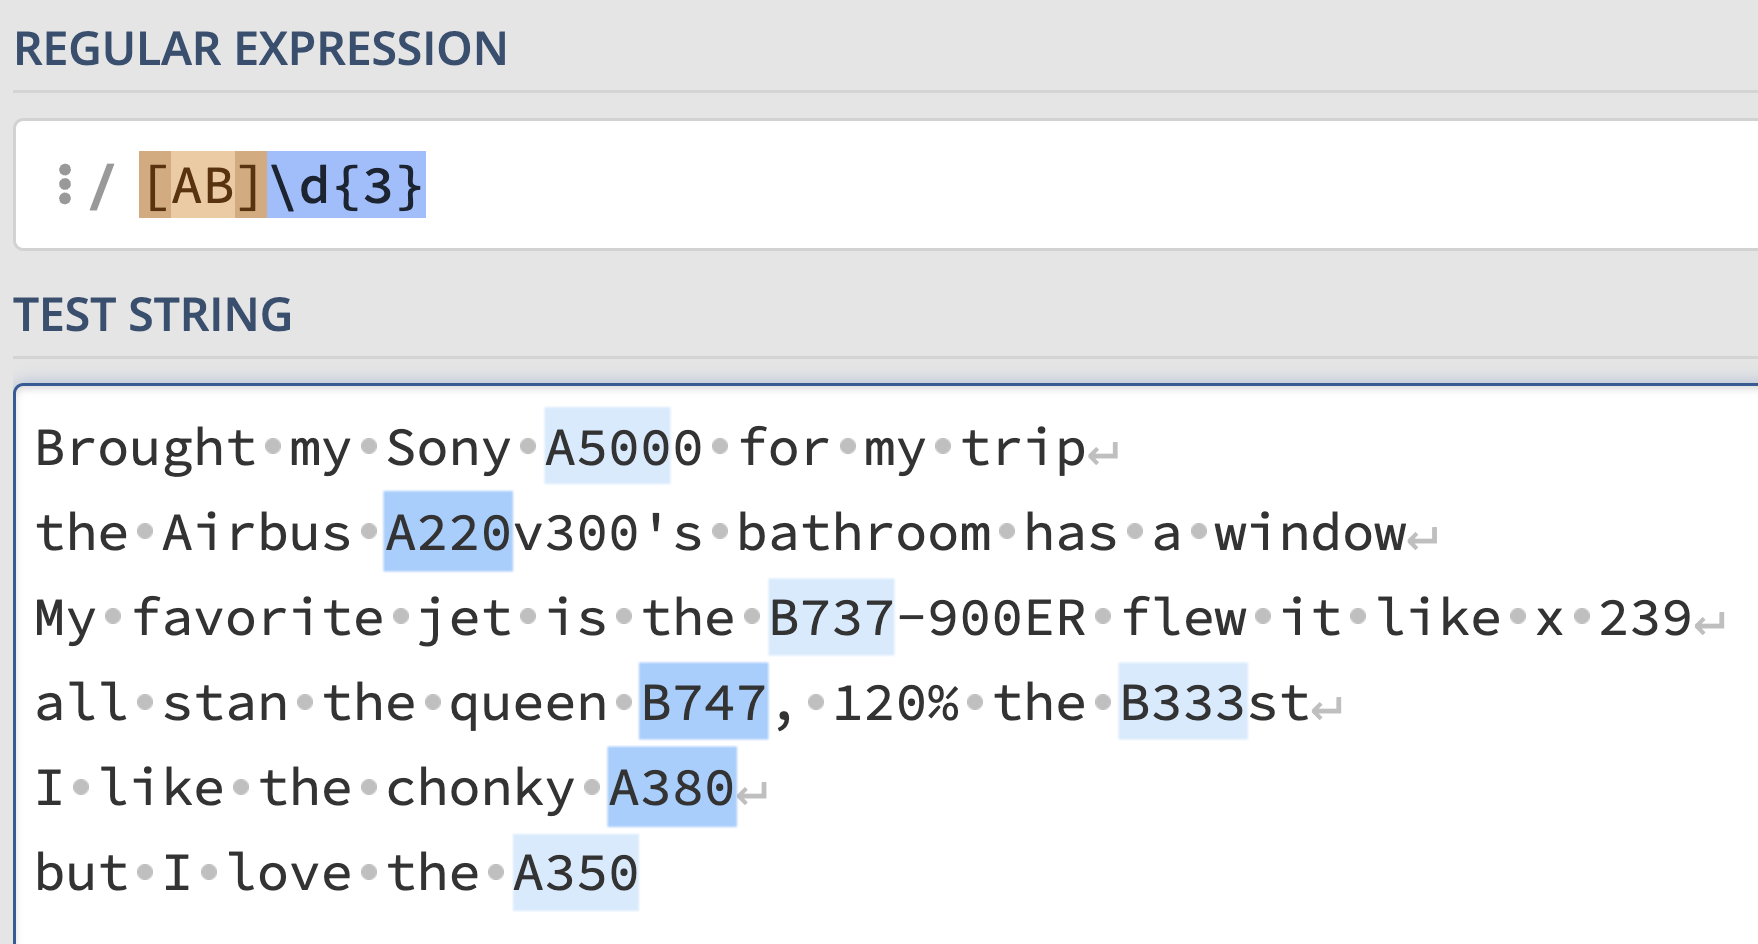 REGULAR EXPRESSION
/ [AB]\d{3}
TEST STRING
Brought·my·Sony·A5000·for·my·trip↵
the·Airbus·A220v300's·bathroom·has·a·window↵
My·favorite·jet·is·the·B737-900ER·flew·it·like·x·239↵
all·stan·the·queen·B747,·120%·the·B333st↵
I·like·the·chonky·A380↵
but·I·love·the·A350